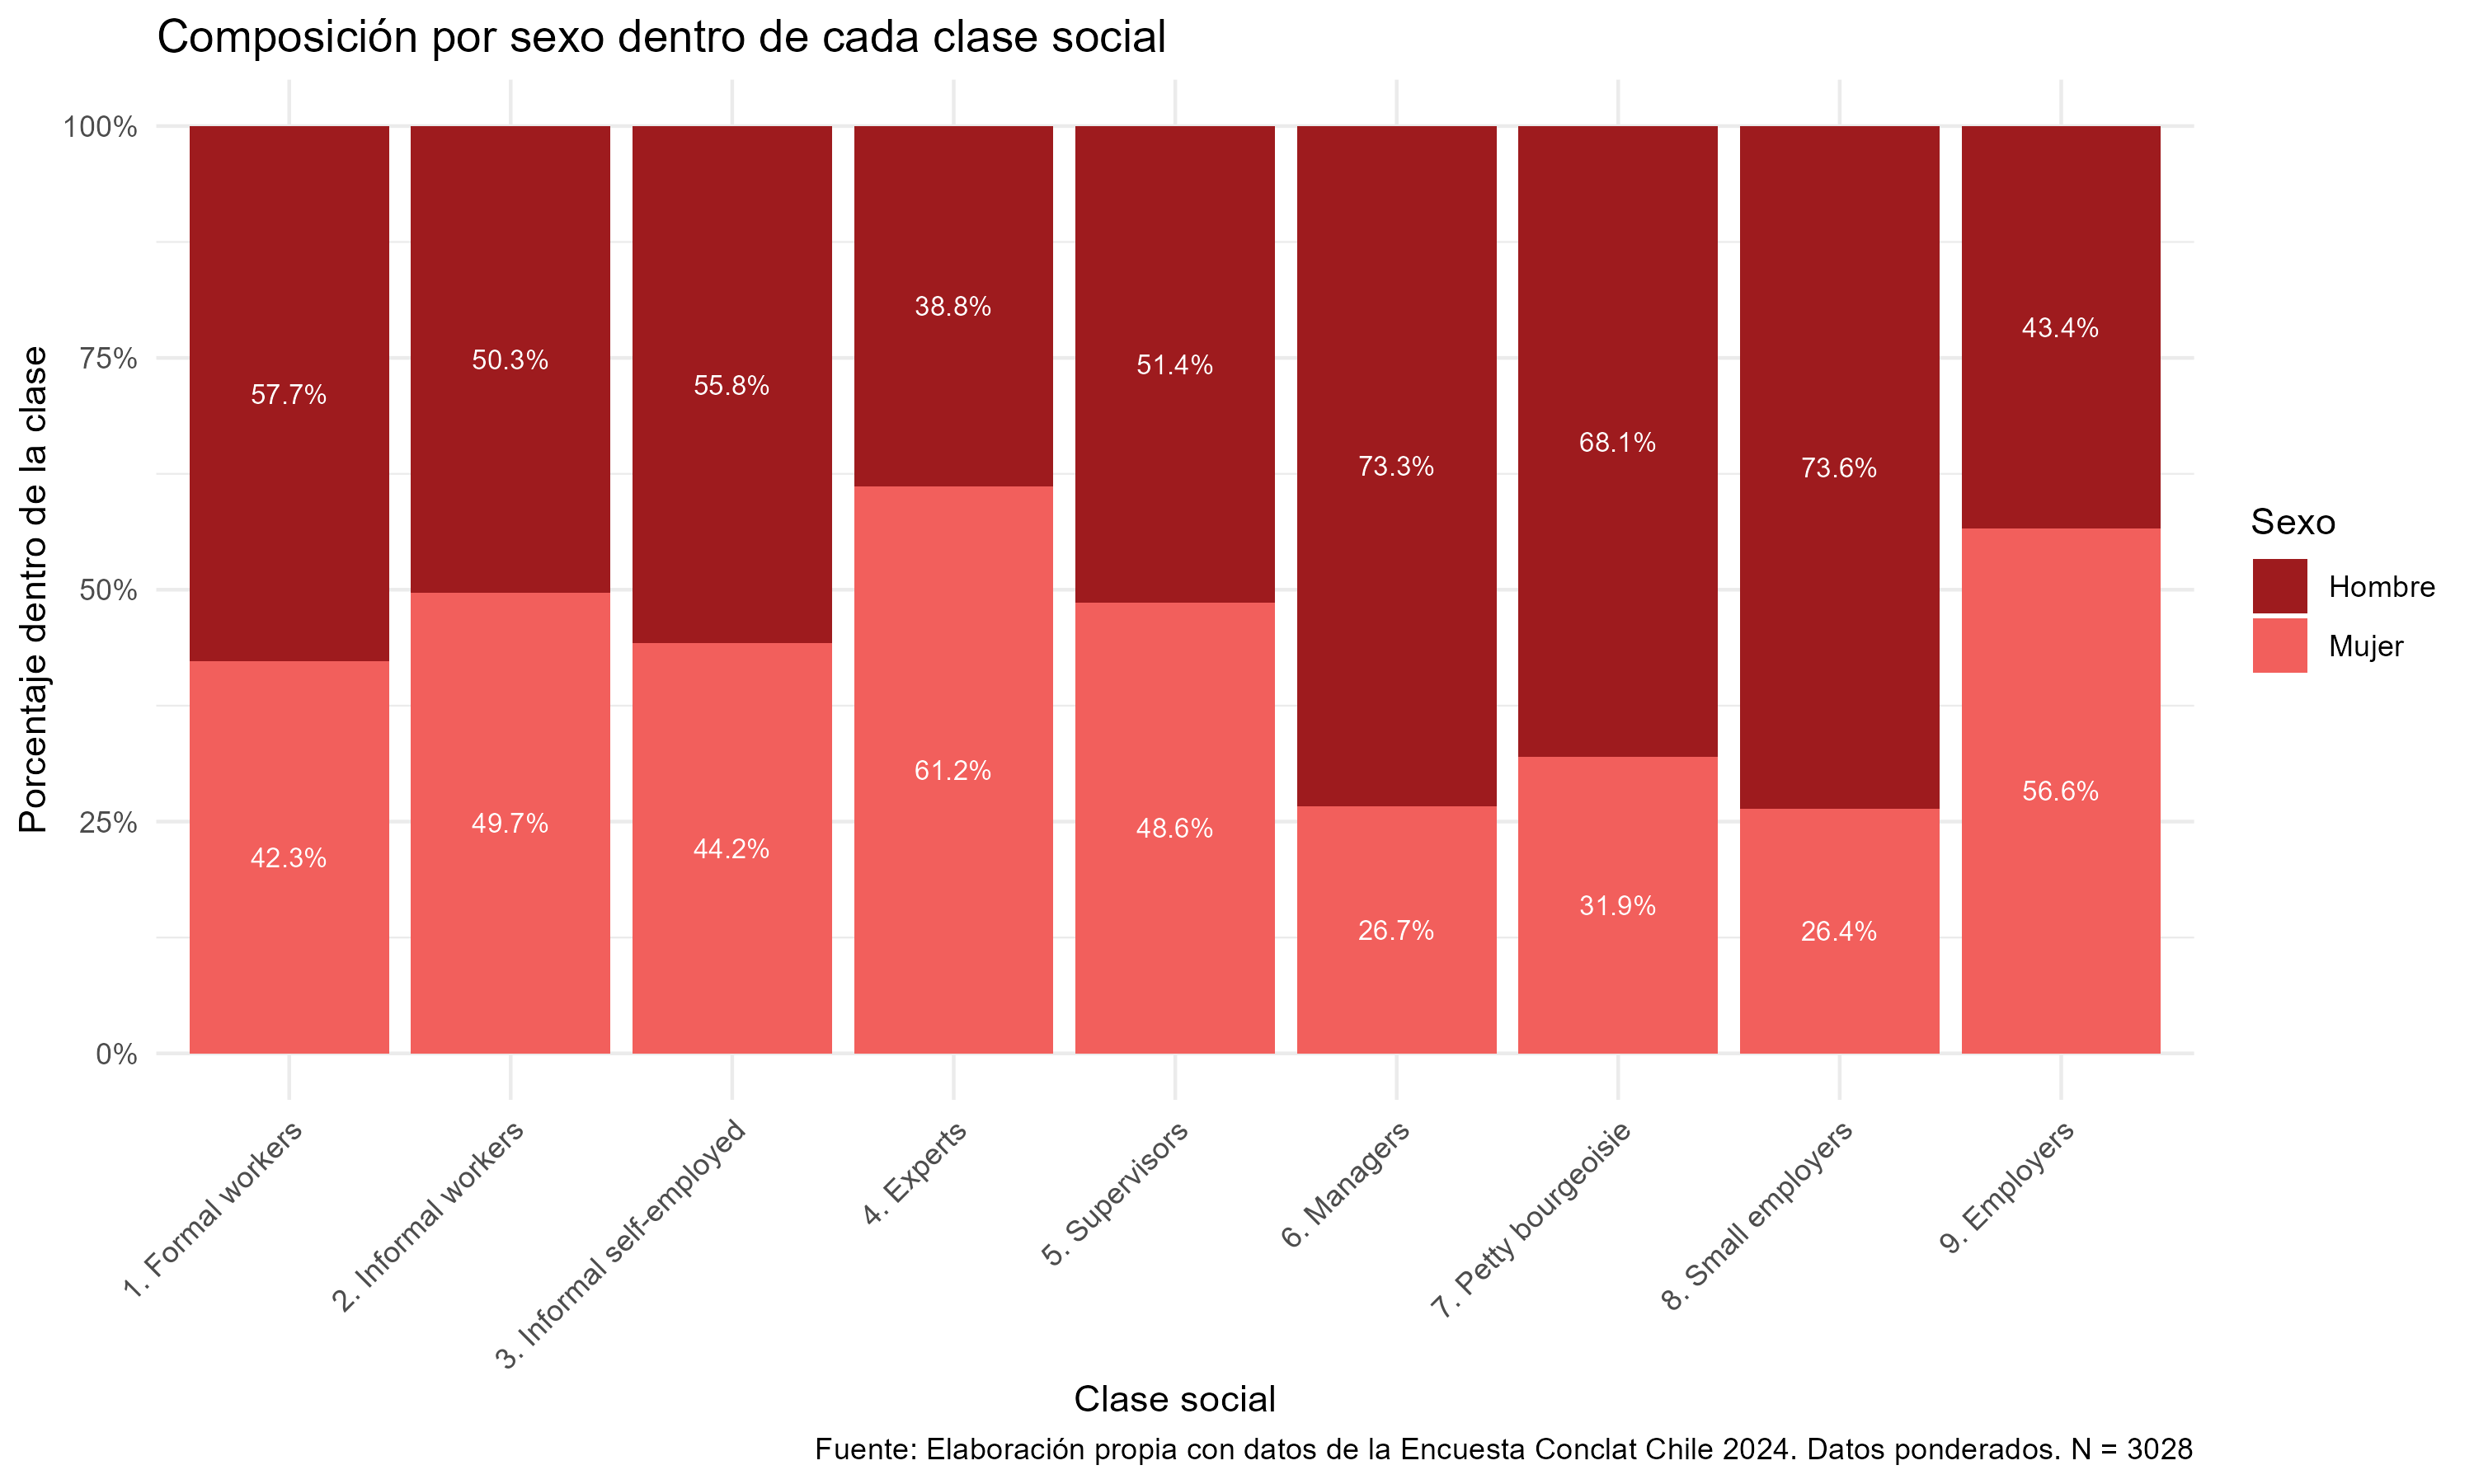 Composición por sexo dentro de cada clase social
Porcentaje dentro de la clase
100%
75%
50%
25%
0%
57.7%
50.3%
55.8%
38.8%
51.4%
73.3%
68.1%
73.6%
43.4%
42.3%
49.7%
44.2%
61.2%
48.6%
26.7%
31.9%
26.4%
56.6%
Sexo
Hombre
Mujer
1. Formal workers
2. Informal workers
3. Informal self-employed
4. Experts
5. Supervisors
6. Managers
7. Petty bourgeoisie
8. Small employers
9. Employers
Clase social
Fuente: Elaboración propia con datos de la Encuesta Conclat Chile 2024. Datos ponderados. N = 3028